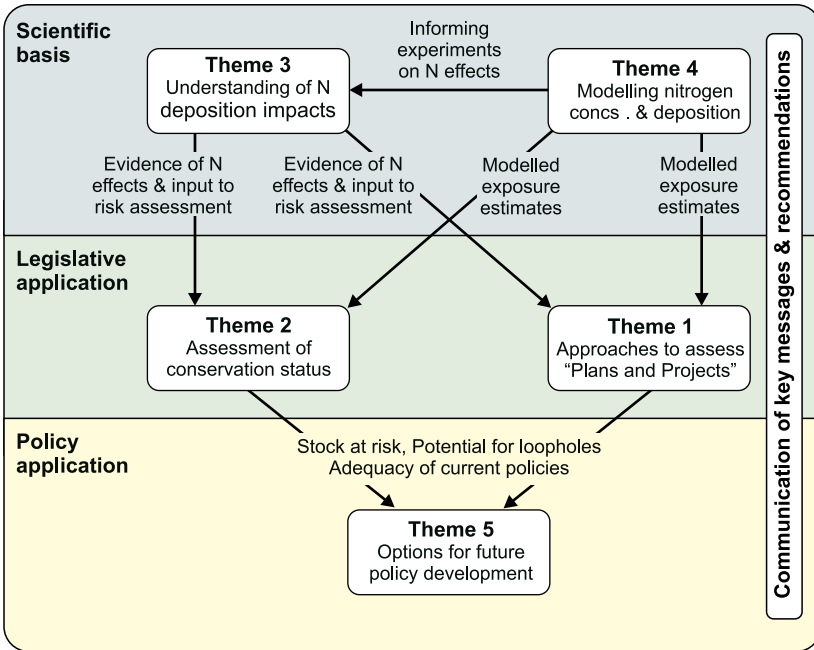 Scientific
basis
Informing
experiments
on N effects
Theme 3
Understanding of N
deposition impacts
Theme 4
Modelling nitrogen
concs . & deposition
Evidence of N
effects & input to
risk assessment
Evidence of N
effects & input to
risk assessment
Modelled
exposure
estimates
Modelled
exposure
estimates
Legislative
application
Theme 2
Assessment of
conservation status
Theme 1
Approaches to assess
“Plans and Projects”
Policy
application
Stock at risk, Potential for loopholes
Adequacy of current policies
Theme 5
Options for future
policy development
Communication of key messages & recommendations